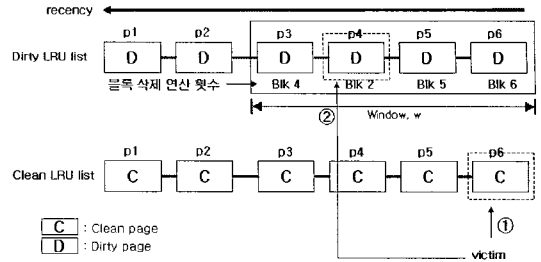 recency
p1 p2 p3 p4 p5 p6
Dirty LRU list D D D D D D
블록 삭제 연산 횟수 Blk 4 Blk 2 Blk 5 Blk 6
② Window, w
p1 p2 p3 p4 p5 p6
Clean LRU list C C C C C C
C : Clean page ①
D : Dirty page
victim